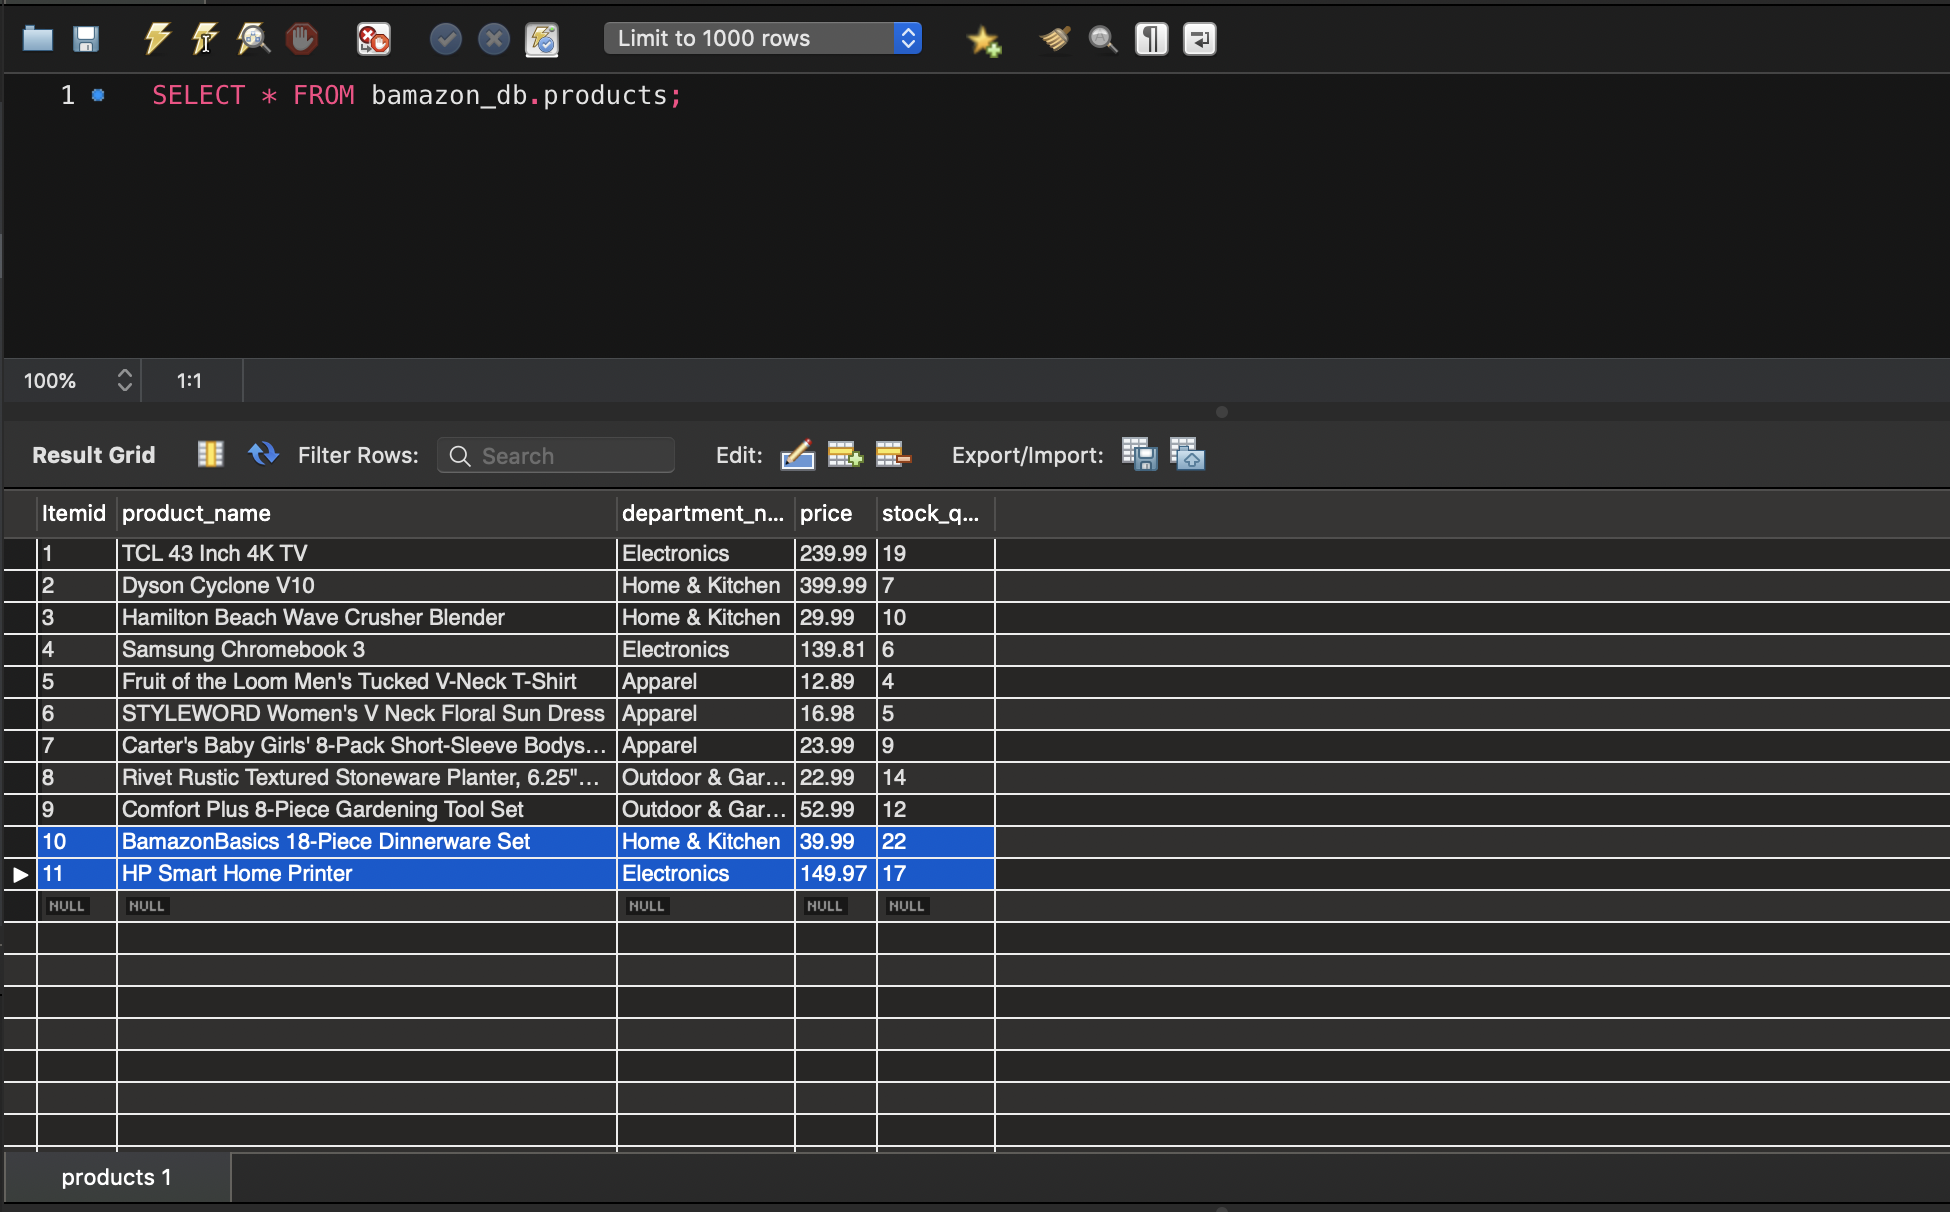 Limit to 1000 rows
1 SELECT * FROM bamazon_db.products;
100% 1:1
Result Grid Filter Rows: Search Edit: Export/Import:
Itemid product_name department_n... price stock_q...
1 TCL 43 Inch 4K TV Electronics 239.99 19
2 Dyson Cyclone V10 Home & Kitchen 399.99 7
3 Hamilton Beach Wave Crusher Blender Home & Kitchen 29.99 10
4 Samsung Chromebook 3 Electronics 139.81 6
5 Fruit of the Loom Men's Tucked V-Neck T-Shirt Apparel 12.89 4
6 STYLEWORD Women's V Neck Floral Sun Dress Apparel 16.98 5
7 Carter's Baby Girls' 8-Pack Short-Sleeve Bodys... Apparel 23.99 9
8 Rivet Rustic Textured Stoneware Planter, 6.25"... Outdoor & Gar... 22.99 14
9 Comfort Plus 8-Piece Gardening Tool Set Outdoor & Gar... 52.99 12
10 BamazonBasics 18-Piece Dinnerware Set Home & Kitchen 39.99 22
11 HP Smart Home Printer Electronics 149.97 17
NULL NULL NULL NULL NULL
products 1